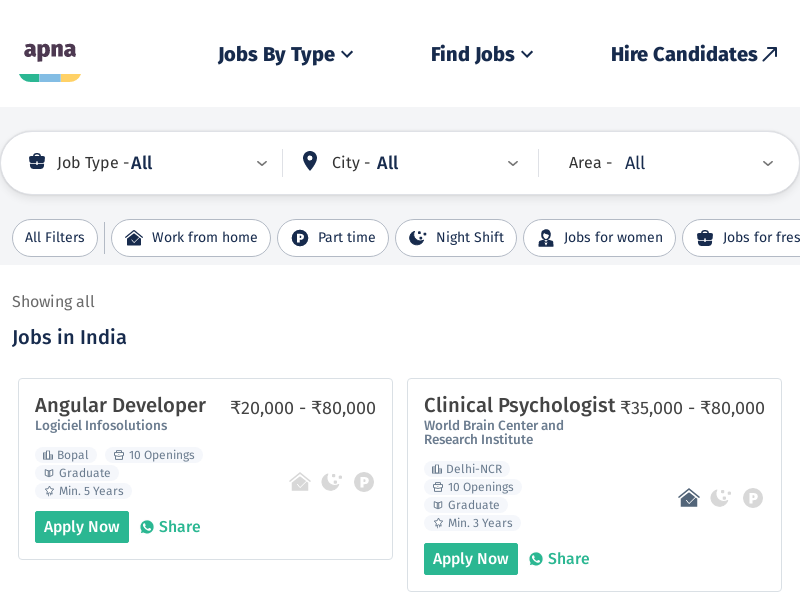 apna
Jobs By Type
Find Jobs
Hire Candidates
Job Type - All
City - All
Area - All
All Filters
Work from home
Part time
Night Shift
Jobs for women
Jobs for fres
Showing all
Jobs in India
Angular Developer ₹20,000 - ₹80,000
Logiciel Infosolutions
Bopal 10 Openings
Graduate
Min. 5 Years
Apply Now Share
Clinical Psychologist ₹35,000 - ₹80,000
World Brain Center and
Research Institute
Delhi-NCR
10 Openings
Graduate
Min. 3 Years
Apply Now Share